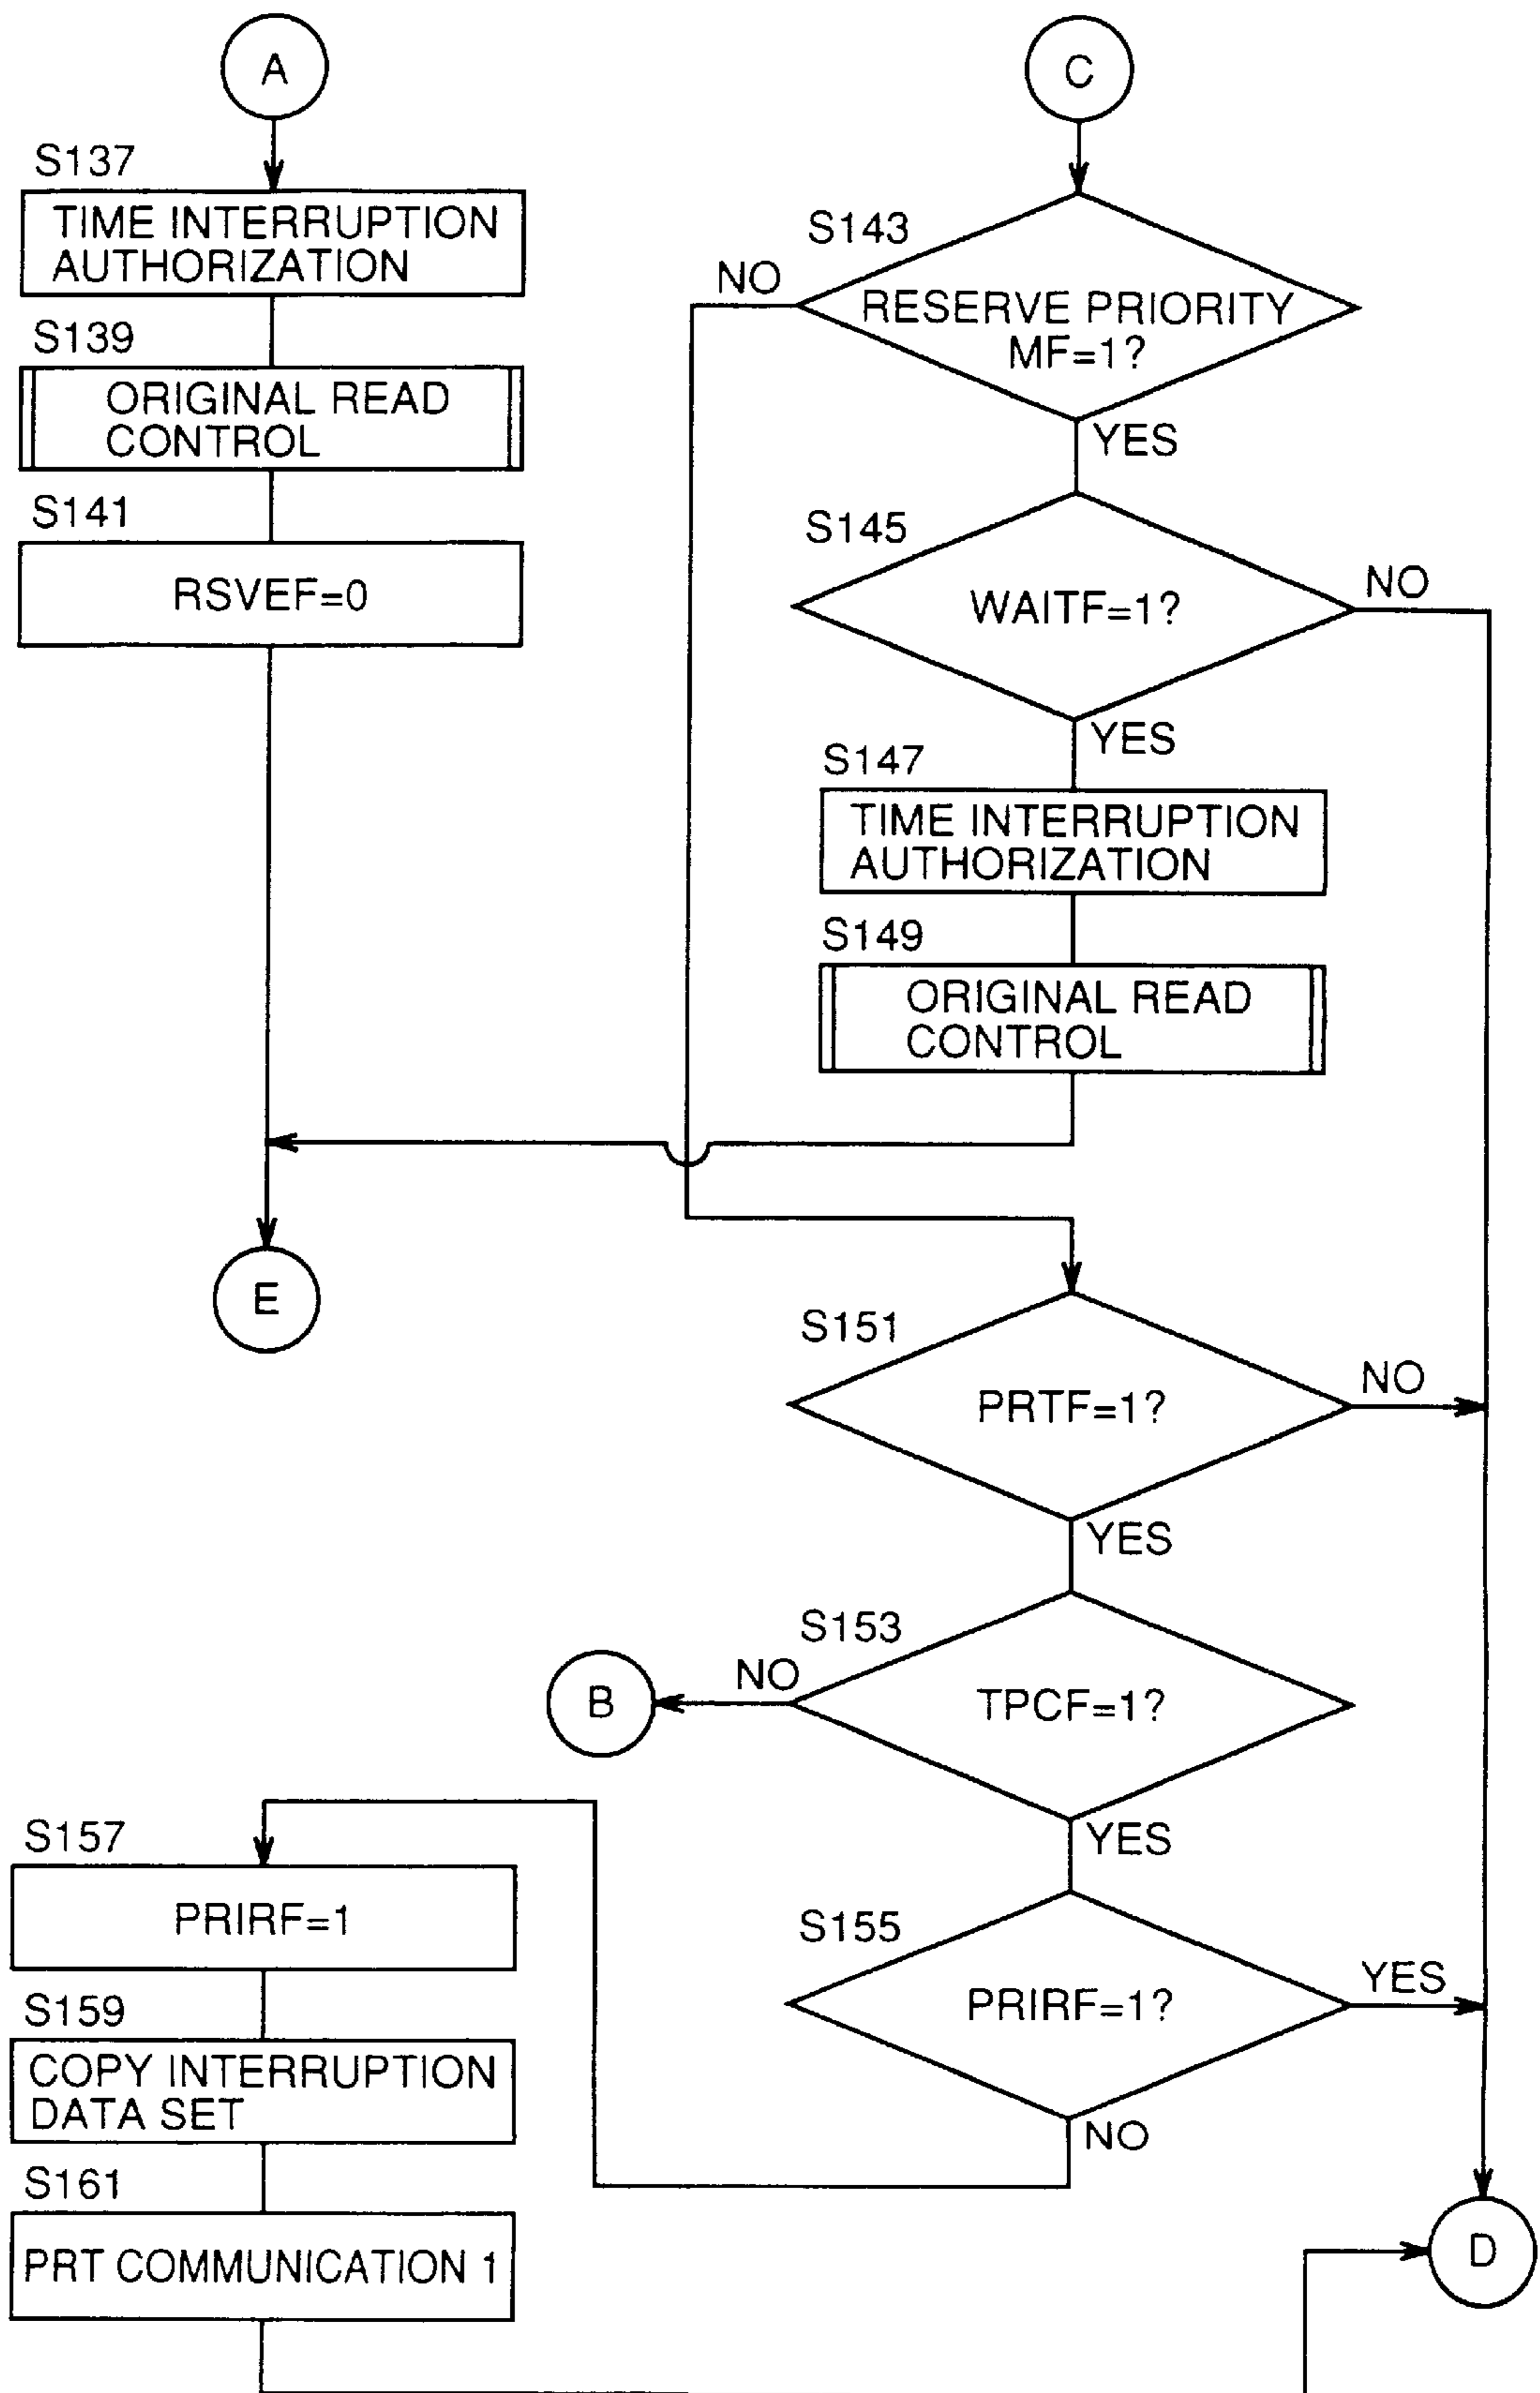 A
S137
TIME INTERRUPTION
AUTHORIZATION
S139
ORIGINAL READ
CONTROL
S141
RSVEF=0
C
S143
NO
RESERVE PRIORITY
MF=1?
YES
S145
WAITF=1?
NO
YES
S147
TIME INTERRUPTION
AUTHORIZATION
S149
ORIGINAL READ
CONTROL
E
S151
PRTF=1?
NO
YES
S153
NO
B
TPCF=1?
YES
S155
PRIRF=1?
YES
NO
S157
PRIRF=1
S159
COPY INTERRUPTION
DATA SET
S161
PRT COMMUNICATION 1
D